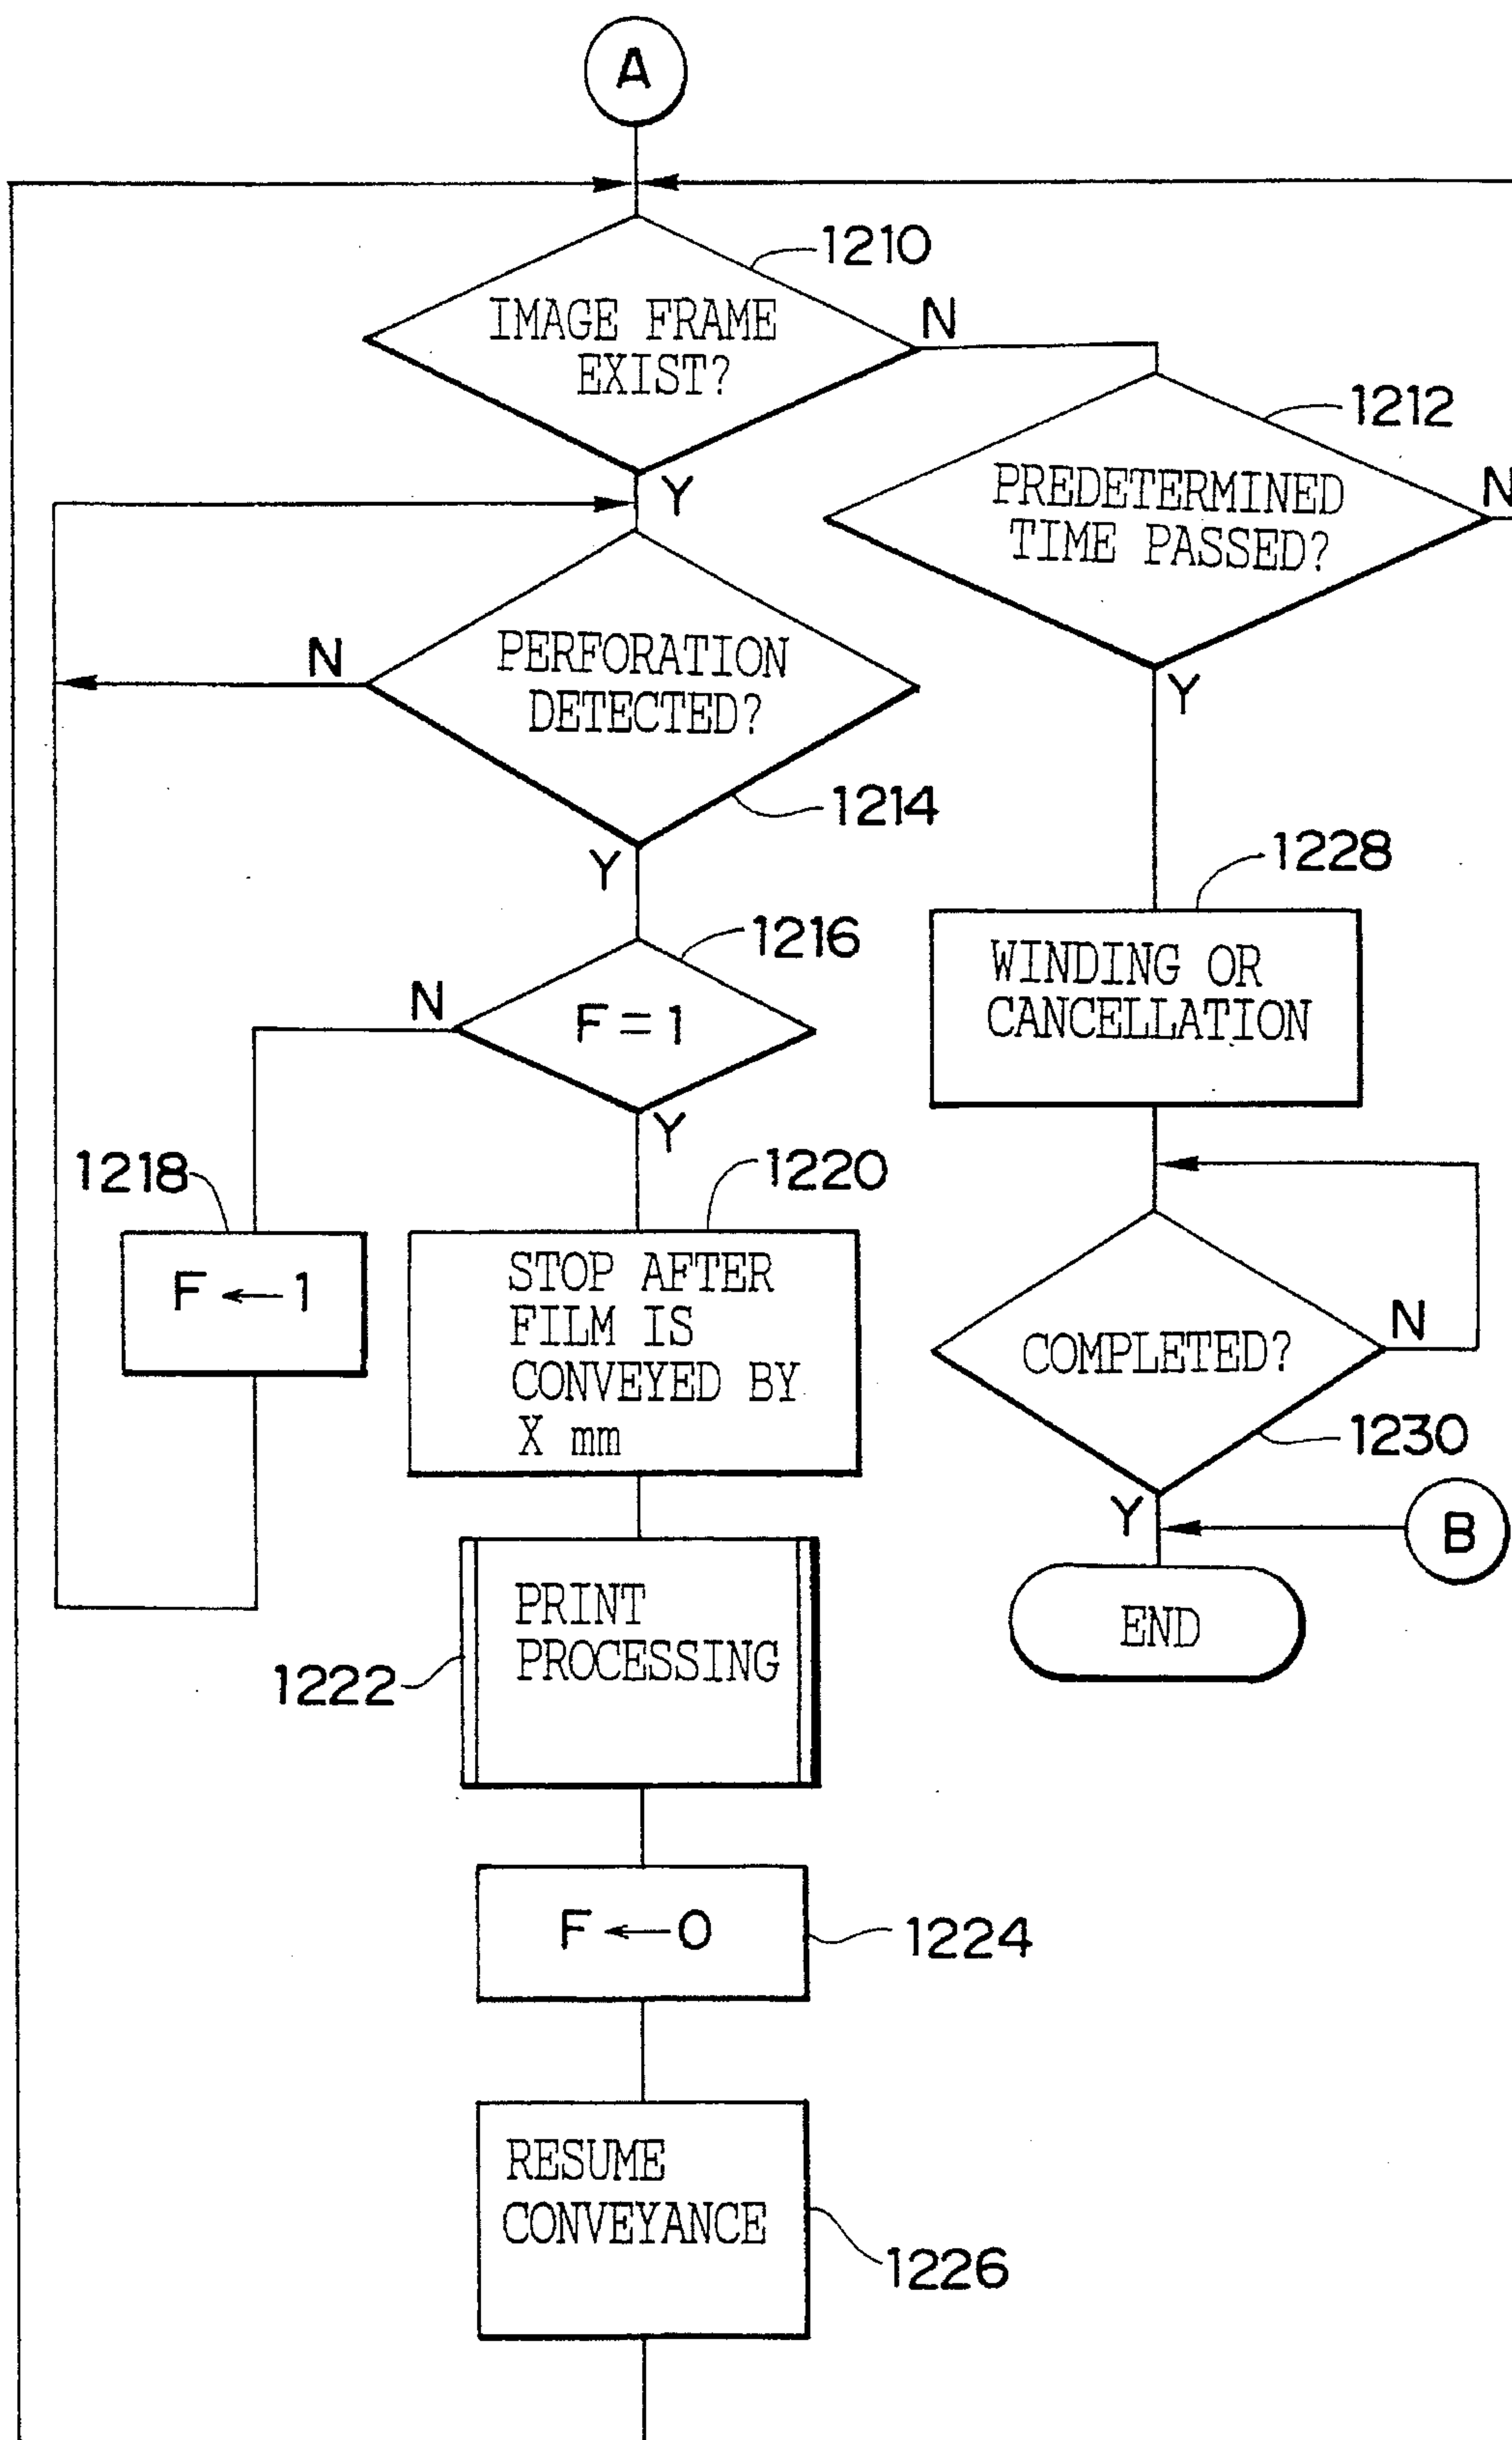 A
1210
IMAGE FRAME
EXIST?
N
Y
1212
PREDETERMINED
TIME PASSED?
N
Y
PERFORATION
DETECTED?
N
1214
Y
1216
F=1
N
Y
1218
F←1
1220
STOP AFTER
FILM IS
CONVEYED BY
X mm
1222
PRINT
PROCESSING
F←0
1224
RESUME
CONVEYANCE
1226
1228
WINDING OR
CANCELLATION
COMPLETED?
N
1230
Y
B
END